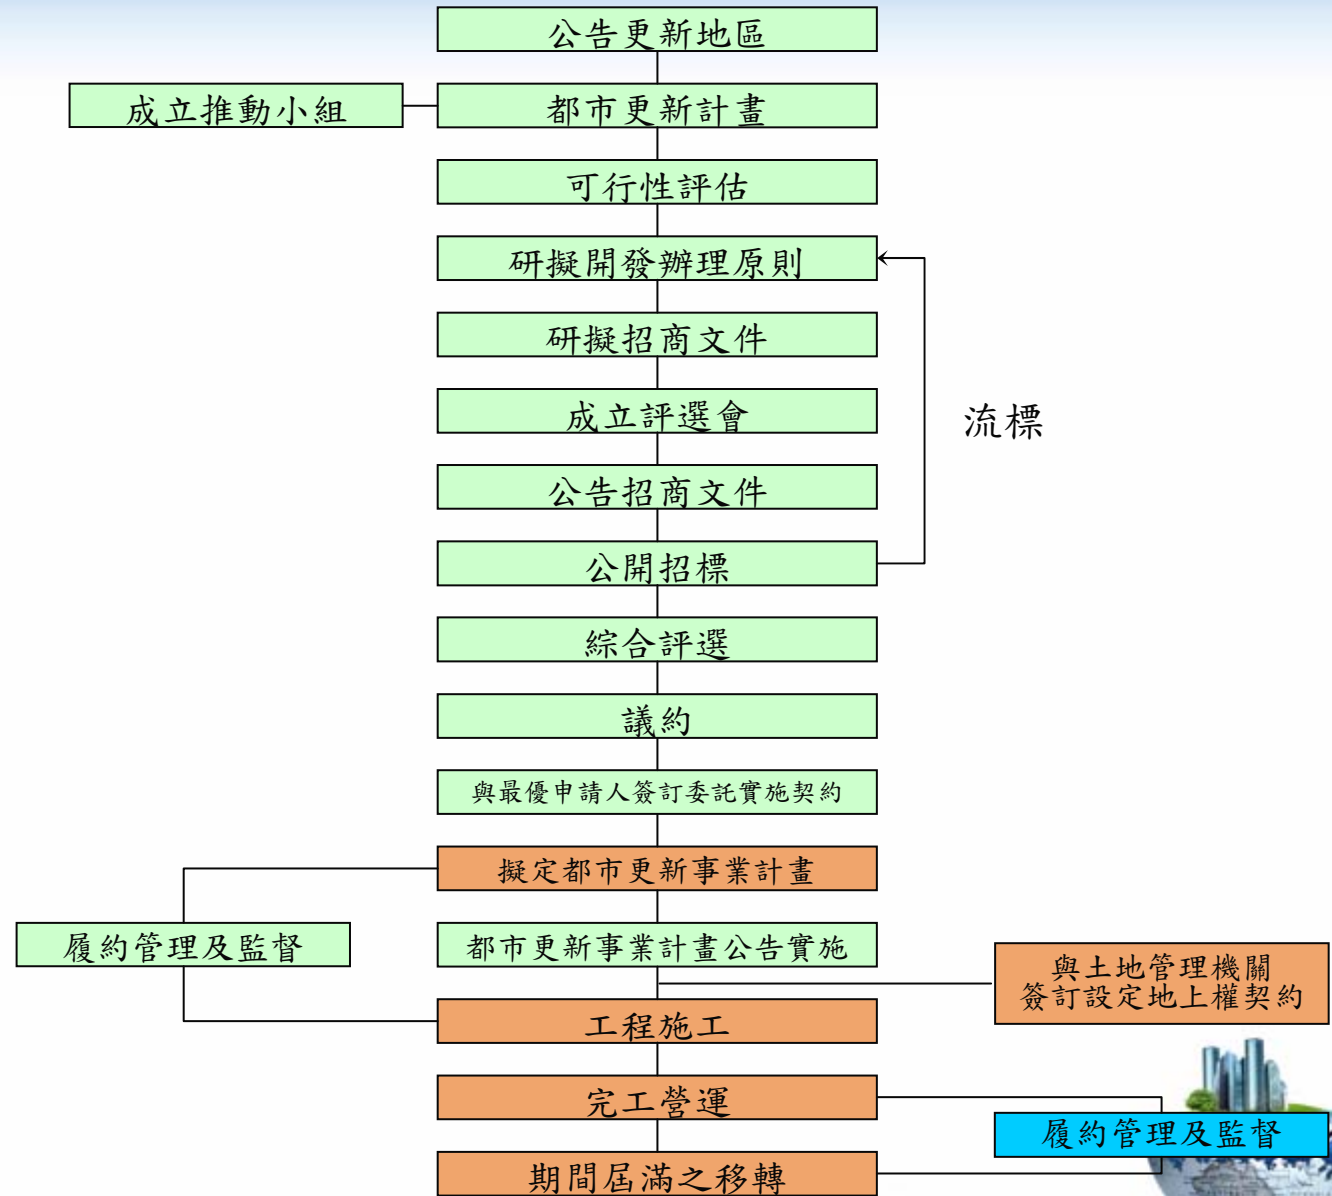 公告更新地區
成立推動小組
都市更新計畫
可行性評估
研擬開發辦理原則
研擬招商文件
成立評選會
流標
公告招商文件
公開招標
綜合評選
議約
與最優申請人簽訂委託實施契約
擬定都市更新事業計畫
履約管理及監督
都市更新事業計畫公告實施
與土地管理機關
簽訂設定地上權契約
工程施工
完工營運
履約管理及監督
期間屆滿之移轉